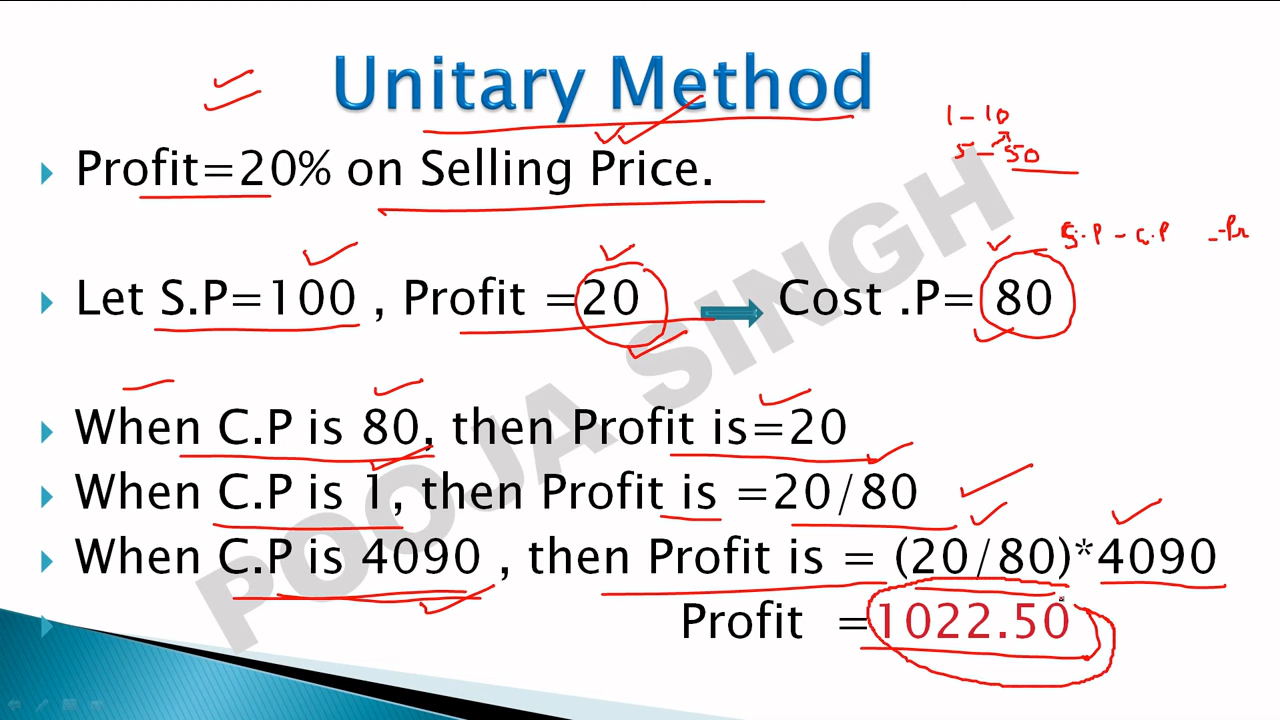 Unitary Method
1 - 10
5 - 50
Profit=20% on Selling Price.
S.P - C.P - Pr
Let S.P=100 , Profit =20 Cost .P= 80
When C.P is 80, then Profit is=20
When C.P is 1, then Profit is =20/80
When C.P is 4090 , then Profit is = (20/80)*4090
Profit =1022.50
POOJA SINGH